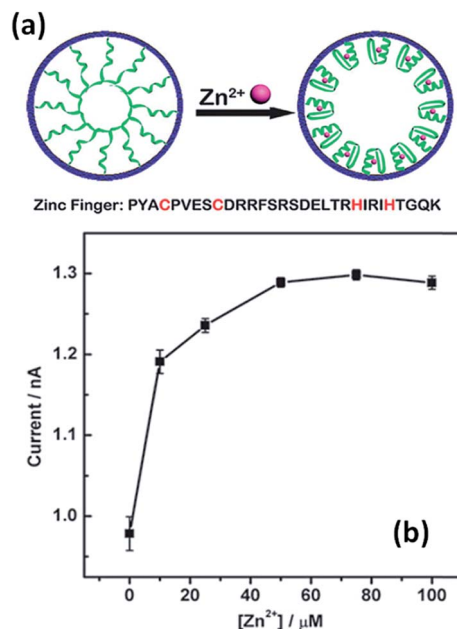 (a)
Zn²⁺
Zinc Finger: PYACPVESCDRRFSRSDELTRHIRIHTGQK
1.3
1.2
1.1
1.0
Current / nA
(b)
0 20 40 60 80 100
[Zn²⁺] / μM